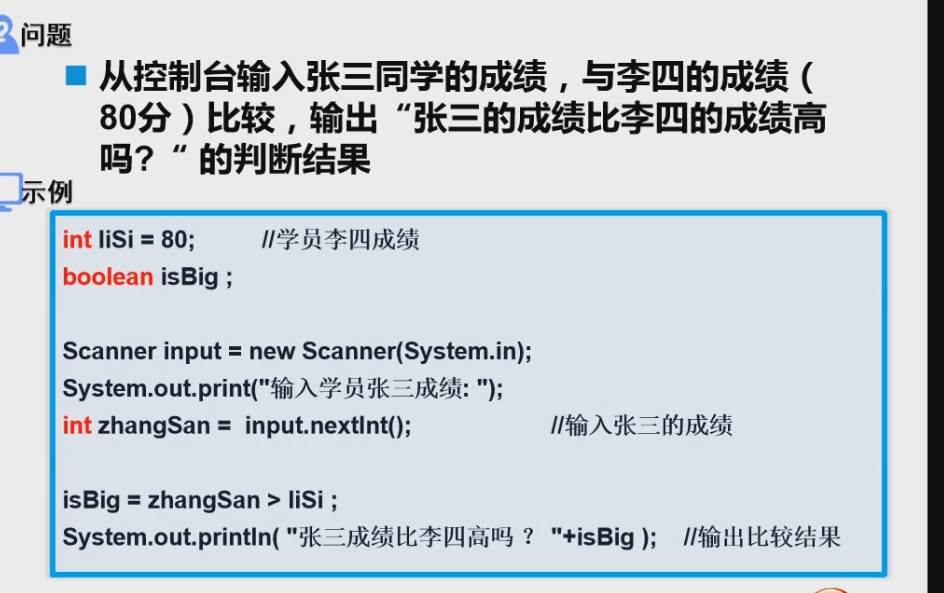 问题
■ 从控制台输入张三同学的成绩，与李四的成绩（
80分）比较，输出“张三的成绩比李四的成绩高
吗?“ 的判断结果
示例
int liSi = 80; //学员李四成绩
boolean isBig ;
Scanner input = new Scanner(System.in);
System.out.print("输入学员张三成绩: ");
int zhangSan = input.nextInt(); //输入张三的成绩
isBig = zhangSan > liSi ;
System.out.println( "张三成绩比李四高吗 ？ "+isBig ); //输出比较结果